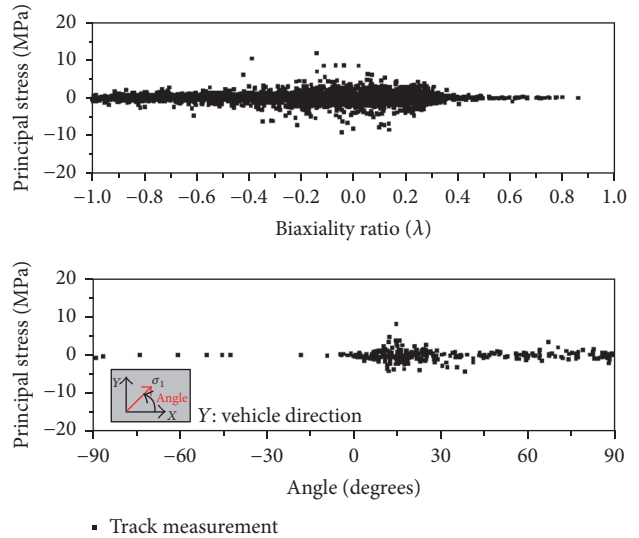 Principal stress (MPa)
20
10
0
−10
−20
−1.0 −0.8 −0.6 −0.4 −0.2 0.0 0.2 0.4 0.6 0.8 1.0
Biaxiality ratio (λ)
Principal stress (MPa)
20
10
0
−10
−20
Y σ1
Angle
X
Y: vehicle direction
−90 −60 −30 0 30 60 90
Angle (degrees)
Track measurement